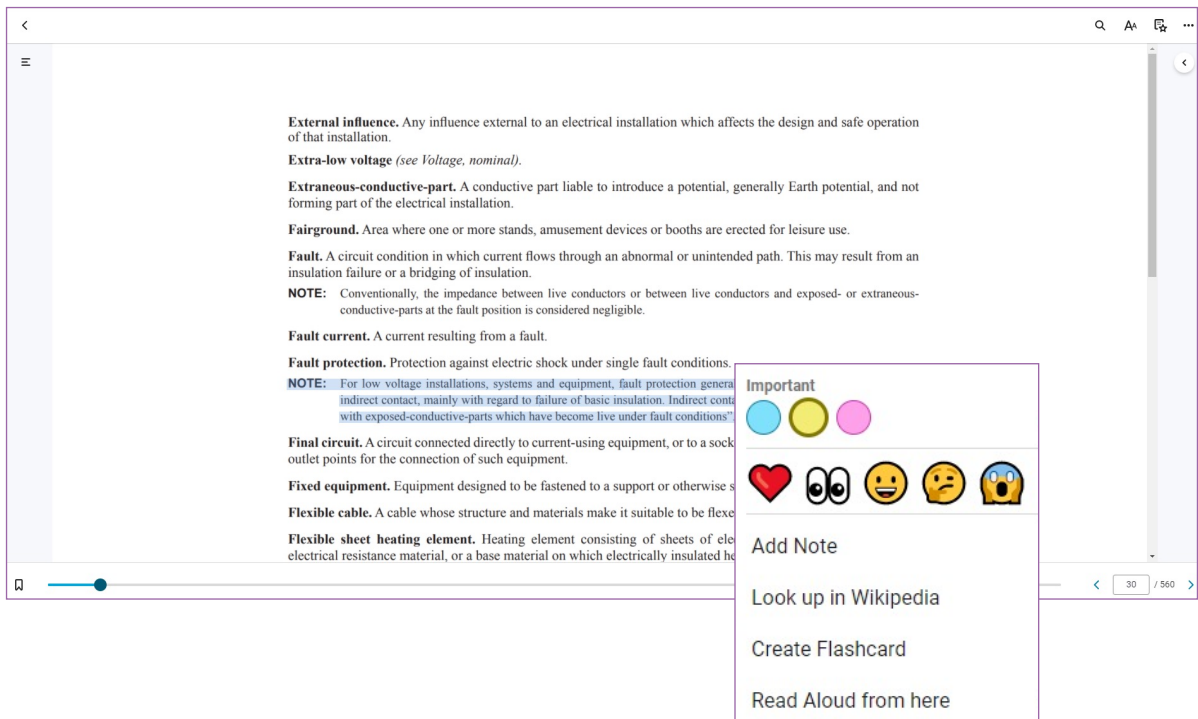 External influence. Any influence external to an electrical installation which affects the design and safe operation
of that installation.
Extra-low voltage (see Voltage, nominal).
Extraneous-conductive-part. A conductive part liable to introduce a potential, generally Earth potential, and not
forming part of the electrical installation.
Fairground. Area where one or more stands, amusement devices or booths are erected for leisure use.
Fault. A circuit condition in which current flows through an abnormal or unintended path. This may result from an
insulation failure or a bridging of insulation.
NOTE: Conventionally, the impedance between live conductors or between live conductors and exposed- or extraneous-
conductive-parts at the fault position is considered negligible.
Fault current. A current resulting from a fault.
Fault protection. Protection against electric shock under single fault conditions.
NOTE: For low voltage installations, systems and equipment, fault protection general
indirect contact, mainly with regard to failure of basic insulation. Indirect conta
with exposed-conductive-parts which have become live under fault conditions”.
Final circuit. A circuit connected directly to current-using equipment, or to a sock
outlet points for the connection of such equipment.
Fixed equipment. Equipment designed to be fastened to a support or otherwise s
Flexible cable. A cable whose structure and materials make it suitable to be flexe
Flexible sheet heating element. Heating element consisting of sheets of ele
electrical resistance material, or a base material on which electrically insulated he
30 / 560
Important
Add Note
Look up in Wikipedia
Create Flashcard
Read Aloud from here